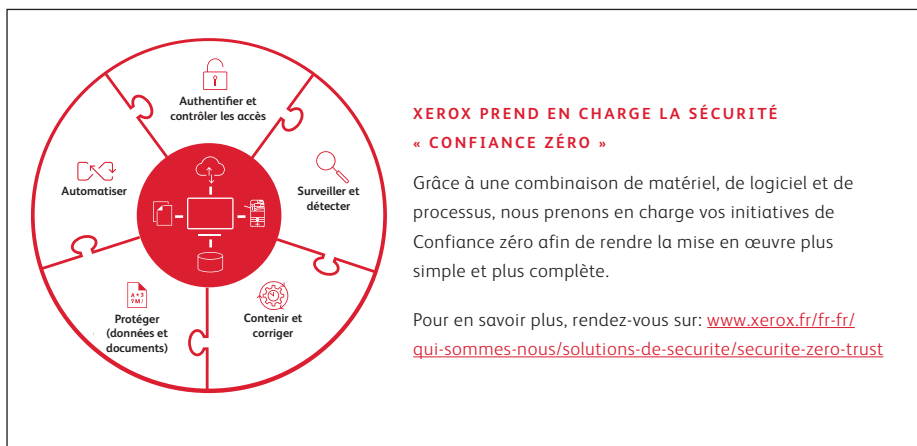 Authentifier et
contrôler les accès
Automatiser
Surveiller et
détecter
A*3
?M/
Protéger
(données et
documents)
Contenir et
corriger
XEROX PREND EN CHARGE LA SÉCURITÉ
« CONFIANCE ZÉRO »
Grâce à une combinaison de matériel, de logiciel et de
processus, nous prenons en charge vos initiatives de
Confiance zéro afin de rendre la mise en œuvre plus
simple et plus complète.
Pour en savoir plus, rendez-vous sur: www.xerox.fr/fr-fr/
qui-sommes-nous/solutions-de-securite/securite-zero-trust